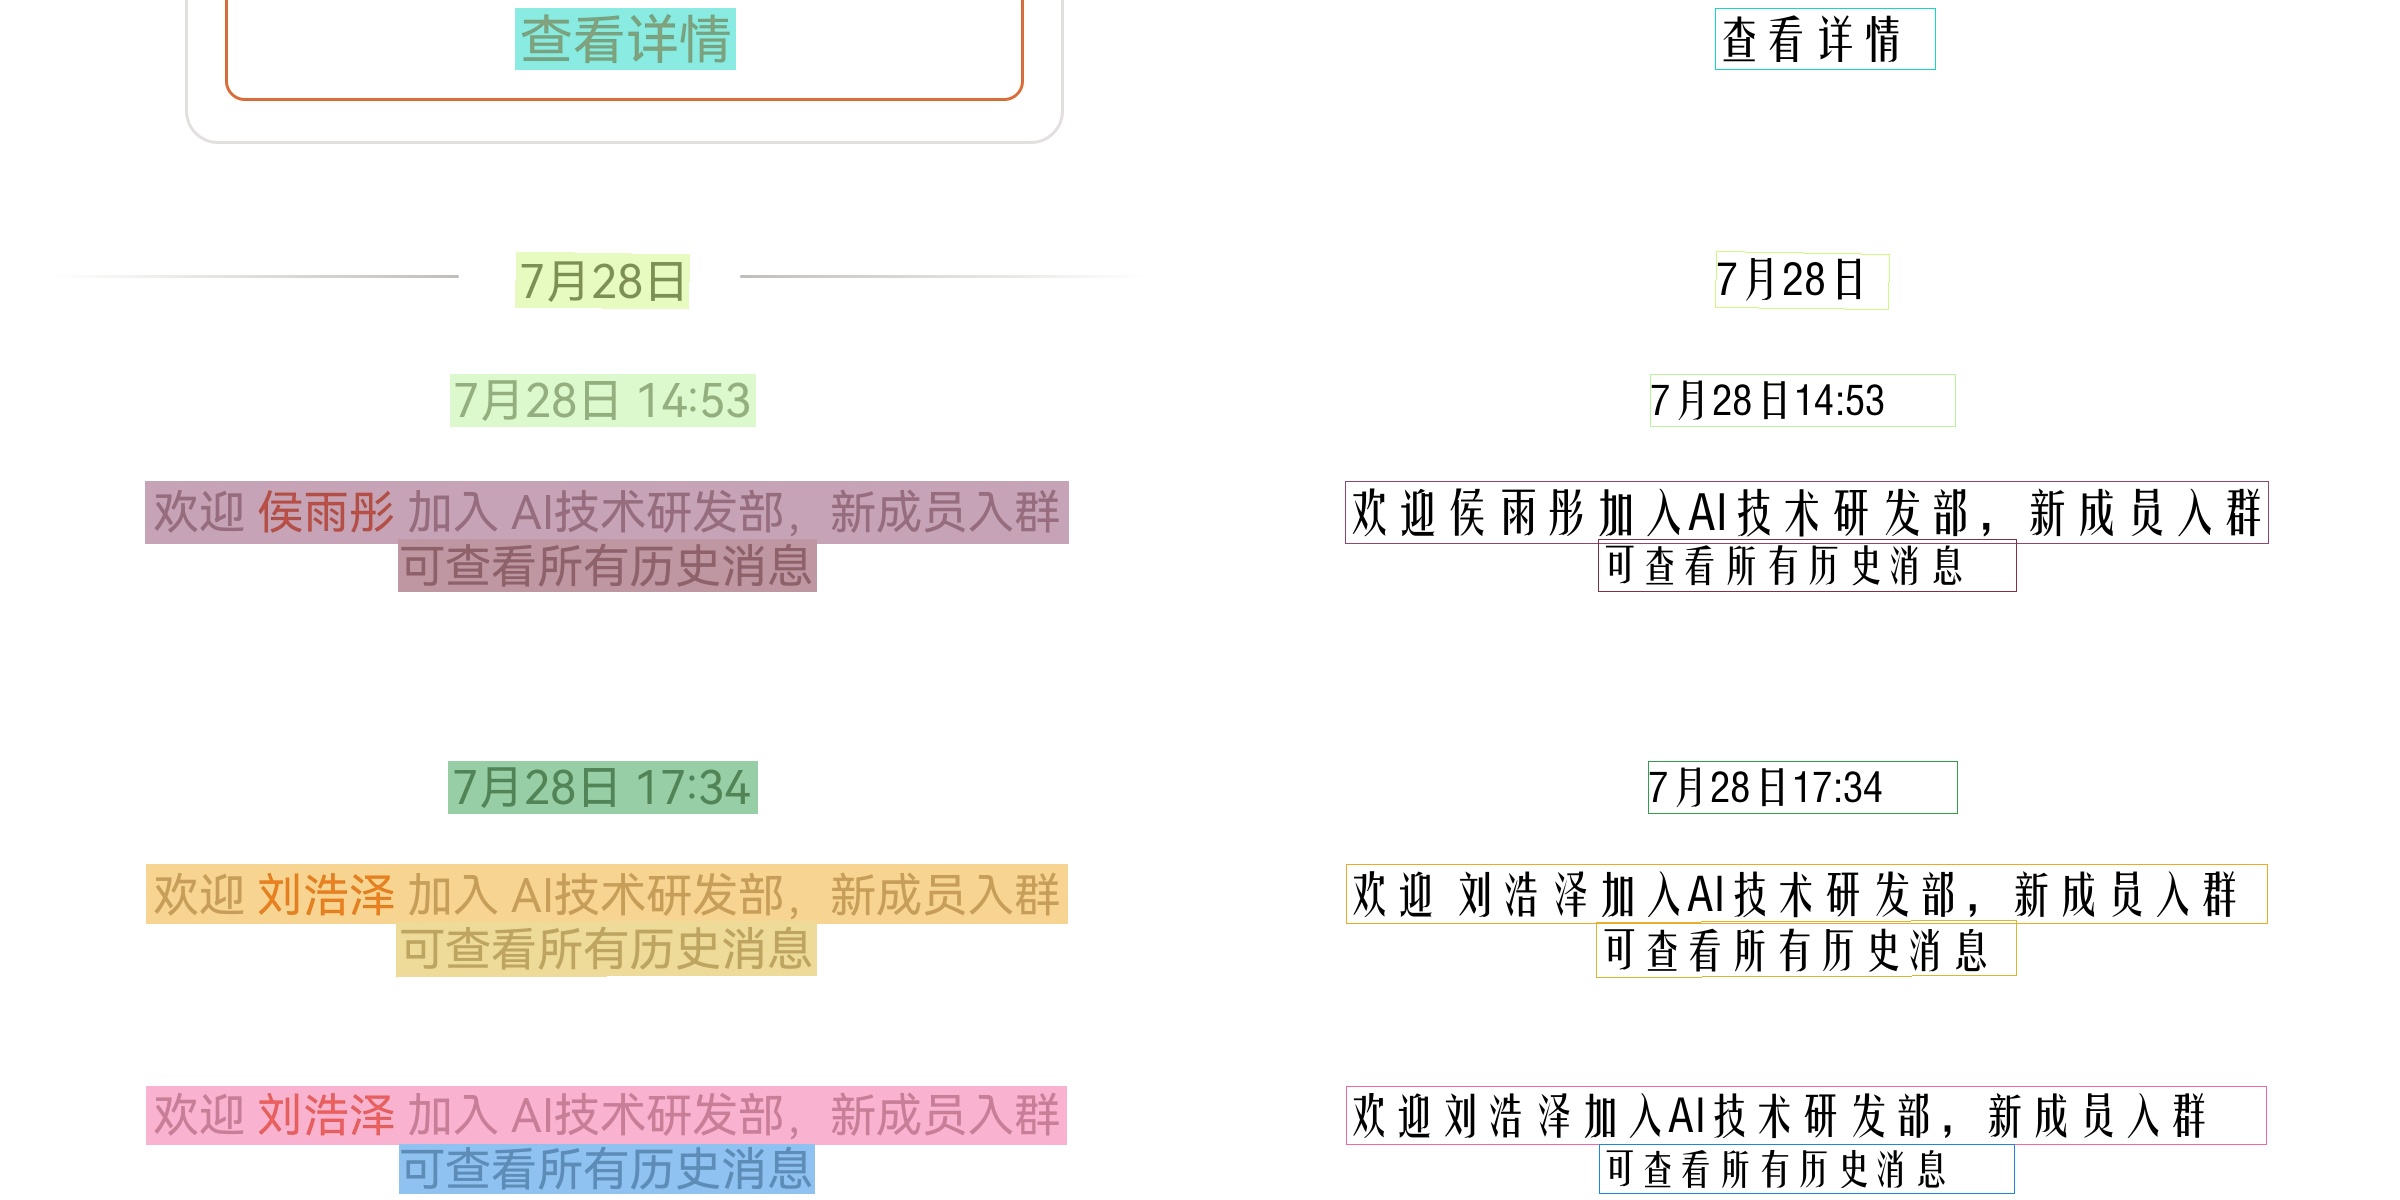 查看详情
7月28日
7月28日 14:53
欢迎 侯雨彤 加入 AI技术研发部，新成员入群
可查看所有历史消息
7月28日 17:34
欢迎 刘浩泽 加入 AI技术研发部，新成员入群
可查看所有历史消息
欢迎 刘浩泽 加入 AI技术研发部，新成员入群
可查看所有历史消息
查看详情
7月28日
7月28日14:53
欢迎侯雨彤加入AI技术研发部，新成员入群
可查看所有历史消息
7月28日17:34
欢迎 刘浩泽加入AI技术研发部，新成员入群
可查看所有历史消息
欢迎刘浩泽加入AI技术研发部，新成员入群
可查看所有历史消息